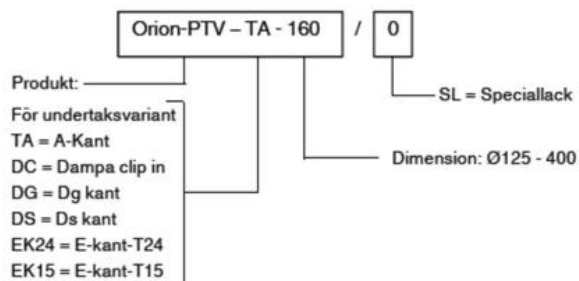 Orion-PTV – TA - 160 / 0
Produkt:
SL = Speciallack
För undertaksvariant
TA = A-Kant
Dimension: Ø125 - 400
DC = Dampa clip in
DG = Dg kant
DS = Ds kant
EK24 = E-kant-T24
EK15 = E-kant-T15